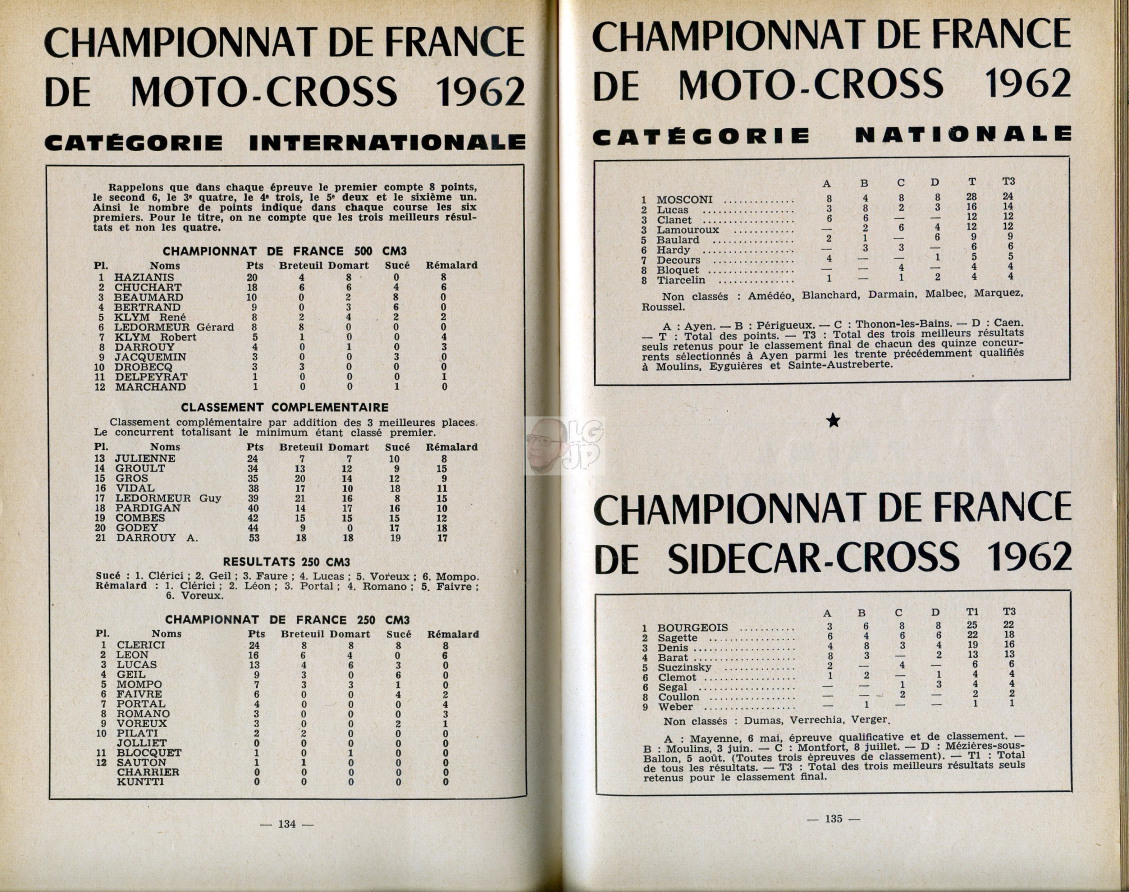 CHAMPIONNAT DE FRANCE
DE MOTO-CROSS 1962
CATÉGORIE INTERNATIONALE
Rappelons que dans chaque épreuve le premier compte 8 points,
le second 6, le 3e quatre, le 4e trois, le 5e deux et le sixième un.
Ainsi le nombre de points indique dans chaque course les six
premiers. Pour le titre, on ne compte que les trois meilleurs résul-
tats et non les quatre.
CHAMPIONNAT DE FRANCE 500 CM3
Pl. Noms Pts Breteuil Domart Sucé Rémalard
1 HAZIANIS 20 4 8 0 8
2 CHUCHART 18 6 6 4 6
3 BEAUMARD 10 0 2 8 0
4 BERTRAND 9 0 3 6 0
5 KLYM René 8 2 4 2 2
6 LEDORMEUR Gérard 8 8 0 0 0
7 KLYM Robert 5 1 0 0 4
8 DARROUY 4 0 1 0 3
9 JACQUEMIN 3 0 0 3 0
10 DROBECQ 3 3 0 0 0
11 DELPEYRAT 1 0 0 0 1
12 MARCHAND 1 0 0 1 0
CLASSEMENT COMPLEMENTAIRE
Classement complémentaire par addition des 3 meilleures places.
Le concurrent totalisant le minimum étant classé premier.
Pl. Noms Pts Breteuil Domart Sucé Rémalard
13 JULIENNE 24 7 7 10 8
14 GROULT 34 13 12 9 15
15 GROS 35 20 14 12 9
16 VIDAL 38 17 10 18 11
17 LEDORMEUR Guy 39 21 16 8 15
18 PARDIGAN 40 14 17 16 10
19 COMBES 42 15 15 15 12
20 GODEY 44 9 0 17 18
21 DARROUY A. 53 18 18 19 17
RESULTATS 250 CM3
Sucé : 1. Clérici ; 2. Geil ; 3. Faure ; 4. Lucas ; 5. Voreux ; 6. Mompo.
Rémalard : 1. Clérici ; 2. Léon ; 3. Portal ; 4. Romano ; 5. Faivre ;
6. Voreux.
CHAMPIONNAT DE FRANCE 250 CM3
Pl. Noms Pts Breteuil Domart Sucé Rémalard
1 CLERICI 24 8 8 8 8
2 LEON 16 6 4 0 6
3 LUCAS 13 4 6 3 0
4 GEIL 9 3 0 6 0
5 MOMPO 7 3 3 1 0
6 FAIVRE 6 0 0 4 2
7 PORTAL 4 0 0 0 4
8 ROMANO 3 0 0 0 3
9 VOREUX 3 0 0 2 1
10 PILATI 2 2 0 0 0
JOLLIET 0 0 0 0 0
11 BLOCQUET 1 0 1 0 0
12 SAUTON 1 1 0 0 0
CHARRIER 0 0 0 0 0
KUNTTI 0 0 0 0 0
— 134 —
CHAMPIONNAT DE FRANCE
DE MOTO-CROSS 1962
CATÉGORIE NATIONALE
A B C D T T3
1 MOSCONI .............. 8 4 8 8 28 24
2 Lucas .............. 3 8 2 3 16 14
3 Clanet .............. 6 6 — — 12 12
3 Lamouroux .............. — 2 6 4 12 12
5 Baulard .............. 2 1 — 6 9 9
6 Hardy .............. — 3 3 — 6 6
7 Decours .............. 4 — — 1 5 5
8 Bloquet .............. — — 4 — 4 4
8 Tiarcelin .............. 1 — 1 2 4 4
Non classés : Amédéo, Blanchard, Darmain, Malbec, Marquez,
Roussel.
A : Ayen. — B : Périgueux. — C : Thonon-les-Bains. — D : Caen.
— T : Total des points. — T3 : Total des trois meilleurs résultats
seuls retenus pour le classement final de chacun des quinze concur-
rents sélectionnés à Ayen parmi les trente précédemment qualifiés
à Moulins, Eyguières et Sainte-Austreberte.
LG
JP
CHAMPIONNAT DE FRANCE
DE SIDECAR-CROSS 1962
A B C D T1 T3
1 BOURGEOIS ........... 3 6 8 8 25 22
2 Sagette .............. 6 4 6 6 22 18
3 Denis .............. 4 8 3 4 19 16
4 Barat .............. 8 3 — 2 13 13
5 Suczinsky .............. 2 — 4 — 6 6
6 Clemot .............. 1 2 — 1 4 4
6 Segal .............. — — 1 3 4 4
8 Coullon .............. — — 2 — 2 2
9 Weber .............. — 1 — — 1 1
Non classés : Dumas, Verrechia, Verger.
A : Mayenne, 6 mai, épreuve qualificative et de classement. —
B : Moulins, 3 juin. — C : Montfort, 8 juillet. — D : Mézières-sous-
Ballon, 5 août. (Toutes trois épreuves de classement). — T1 : Total
de tous les résultats. — T3 : Total des trois meilleurs résultats seuls
retenus pour le classement final.
— 135 —